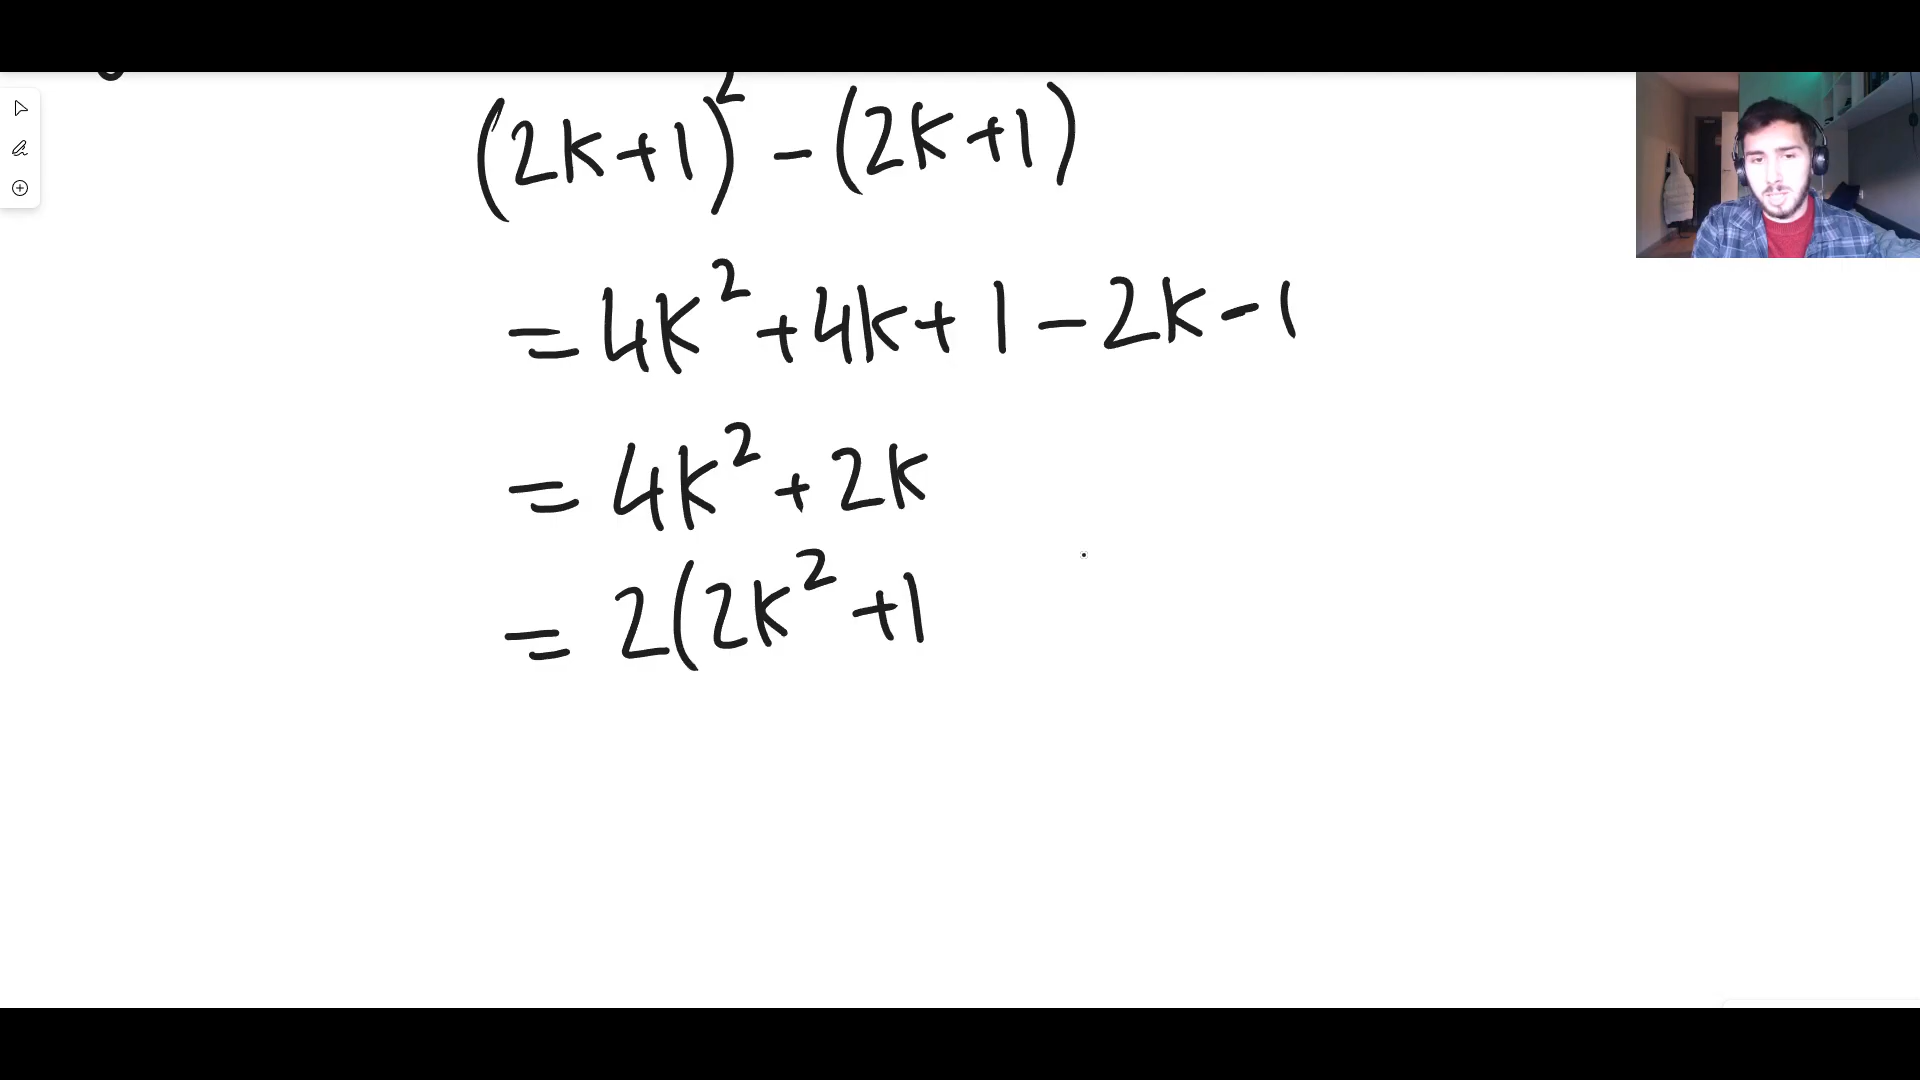 (2k+1)² - (2k+1)
= 4k² + 4k + 1 - 2k - 1
= 4k² + 2k
= 2(2k² + 1